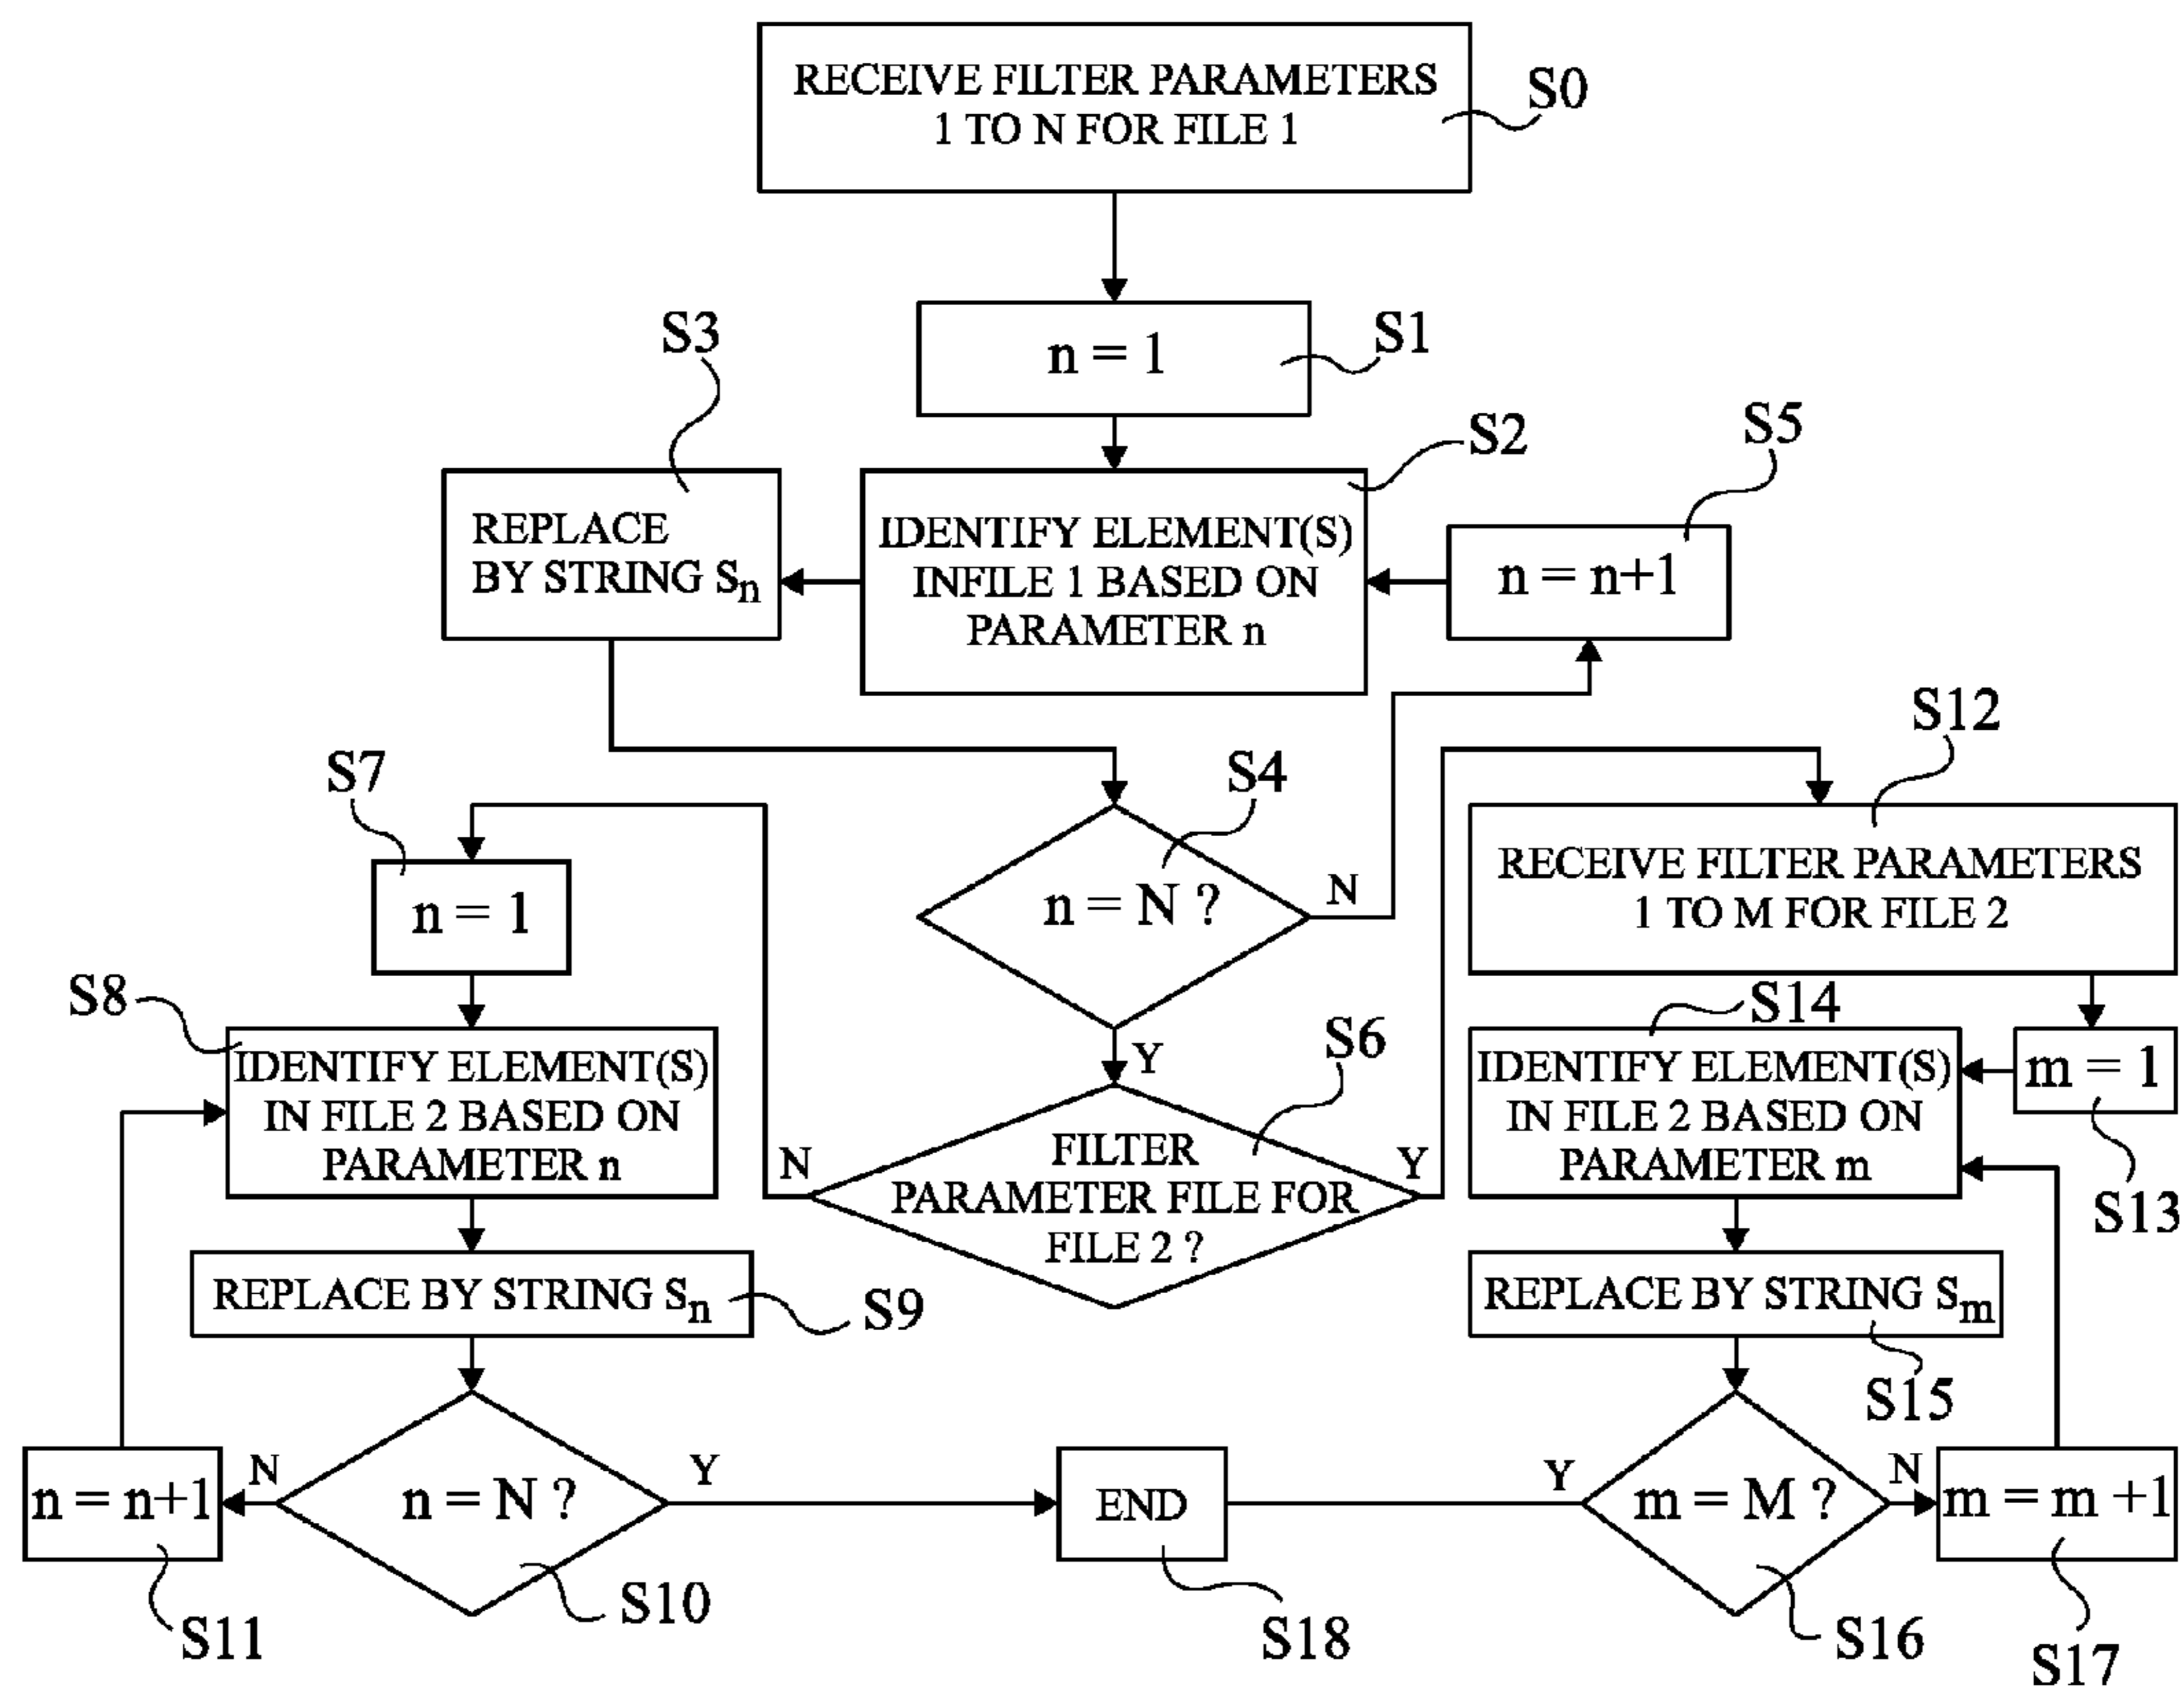 RECEIVE FILTER PARAMETERS
1 TO N FOR FILE 1
S0
n = 1
S1
S3
REPLACE
BY STRING Sn
S2
IDENTIFY ELEMENT(S)
INFILE 1 BASED ON
PARAMETER n
S5
n = n+1
S4
n = N ?
N
Y
S6
FILTER
PARAMETER FILE FOR
FILE 2 ?
N
Y
S7
n = 1
S8
IDENTIFY ELEMENT(S)
IN FILE 2 BASED ON
PARAMETER n
REPLACE BY STRING Sn
S9
n = N ?
N
Y
S10
n = n+1
S11
S12
RECEIVE FILTER PARAMETERS
1 TO M FOR FILE 2
m = 1
S13
S14
IDENTIFY ELEMENT(S)
IN FILE 2 BASED ON
PARAMETER m
REPLACE BY STRING Sm
S15
m = M ?
Y
N
S16
m = m +1
S17
END
S18